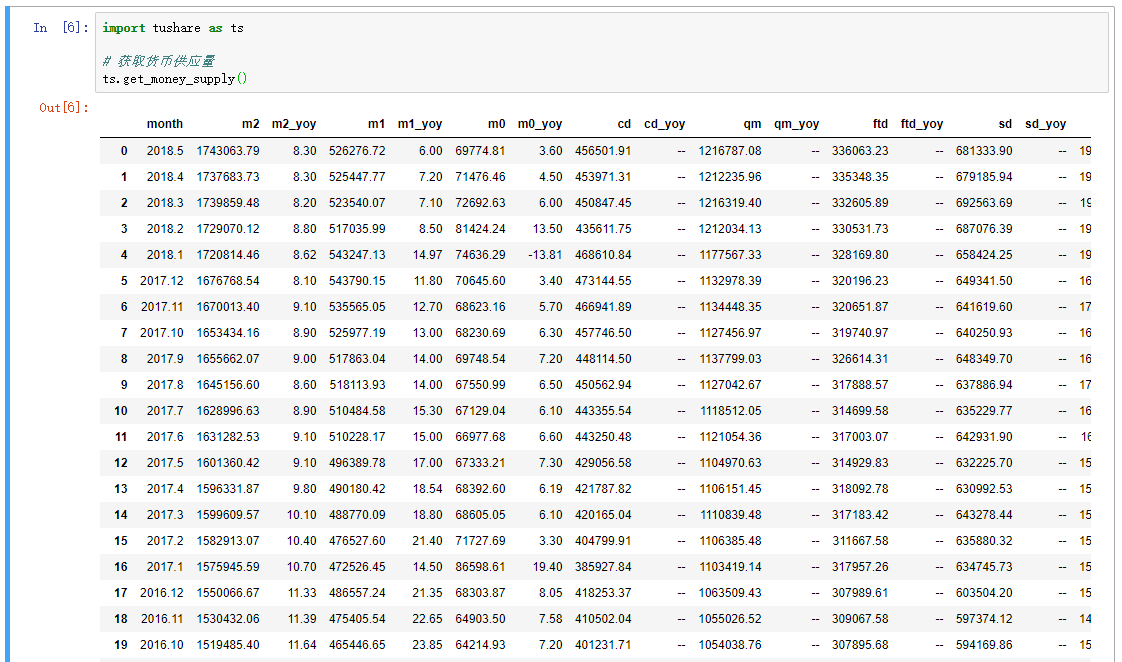 In [6]: import tushare as ts
# 获取货币供应量
ts.get_money_supply()
Out[6]:
month m2 m2_yoy m1 m1_yoy m0 m0_yoy cd cd_yoy qm qm_yoy ftd ftd_yoy sd sd_yoy
0 2018.5 1743063.79 8.30 526276.72 6.00 69774.81 3.60 456501.91 -- 1216787.08 -- 336063.23 -- 681333.90 -- 19
1 2018.4 1737683.73 8.30 525447.77 7.20 71476.46 4.50 453971.31 -- 1212235.96 -- 335348.35 -- 679185.94 -- 19
2 2018.3 1739859.48 8.20 523540.07 7.10 72692.63 6.00 450847.45 -- 1216319.40 -- 332605.89 -- 692563.69 -- 19
3 2018.2 1729070.12 8.80 517035.99 8.50 81424.24 13.50 435611.75 -- 1212034.13 -- 330531.73 -- 687076.39 -- 19
4 2018.1 1720814.46 8.62 543247.13 14.97 74636.29 -13.81 468610.84 -- 1177567.33 -- 328169.80 -- 658424.25 -- 19
5 2017.12 1676768.54 8.10 543790.15 11.80 70645.60 3.40 473144.55 -- 1132978.39 -- 320196.23 -- 649341.50 -- 16
6 2017.11 1670013.40 9.10 535565.05 12.70 68623.16 5.70 466941.89 -- 1134448.35 -- 320651.87 -- 641619.60 -- 17
7 2017.10 1653434.16 8.90 525977.19 13.00 68230.69 6.30 457746.50 -- 1127456.97 -- 319740.97 -- 640250.93 -- 16
8 2017.9 1655662.07 9.00 517863.04 14.00 69748.54 7.20 448114.50 -- 1137799.03 -- 326614.31 -- 648349.70 -- 16
9 2017.8 1645156.60 8.60 518113.93 14.00 67550.99 6.50 450562.94 -- 1127042.67 -- 317888.57 -- 637886.94 -- 17
10 2017.7 1628996.63 8.90 510484.58 15.30 67129.04 6.10 443355.54 -- 1118512.05 -- 314699.58 -- 635229.77 -- 16
11 2017.6 1631282.53 9.10 510228.17 15.00 66977.68 6.60 443250.48 -- 1121054.36 -- 317003.07 -- 642931.90 -- 16
12 2017.5 1601360.42 9.10 496389.78 17.00 67333.21 7.30 429056.58 -- 1104970.63 -- 314929.83 -- 632225.70 -- 15
13 2017.4 1596331.87 9.80 490180.42 18.54 68392.60 6.19 421787.82 -- 1106151.45 -- 318092.78 -- 630992.53 -- 15
14 2017.3 1599609.57 10.10 488770.09 18.80 68605.05 6.10 420165.04 -- 1110839.48 -- 317183.42 -- 643278.44 -- 15
15 2017.2 1582913.07 10.40 476527.60 21.40 71727.69 3.30 404799.91 -- 1106385.48 -- 311667.58 -- 635880.32 -- 15
16 2017.1 1575945.59 10.70 472526.45 14.50 86598.61 19.40 385927.84 -- 1103419.14 -- 317957.26 -- 634745.73 -- 15
17 2016.12 1550066.67 11.33 486557.24 21.35 68303.87 8.05 418253.37 -- 1063509.43 -- 307989.61 -- 603504.20 -- 15
18 2016.11 1530432.06 11.39 475405.54 22.65 64903.50 7.58 410502.04 -- 1055026.52 -- 309067.58 -- 597374.12 -- 14
19 2016.10 1519485.40 11.64 465446.65 23.85 64214.93 7.20 401231.71 -- 1054038.76 -- 307895.68 -- 594169.86 -- 15